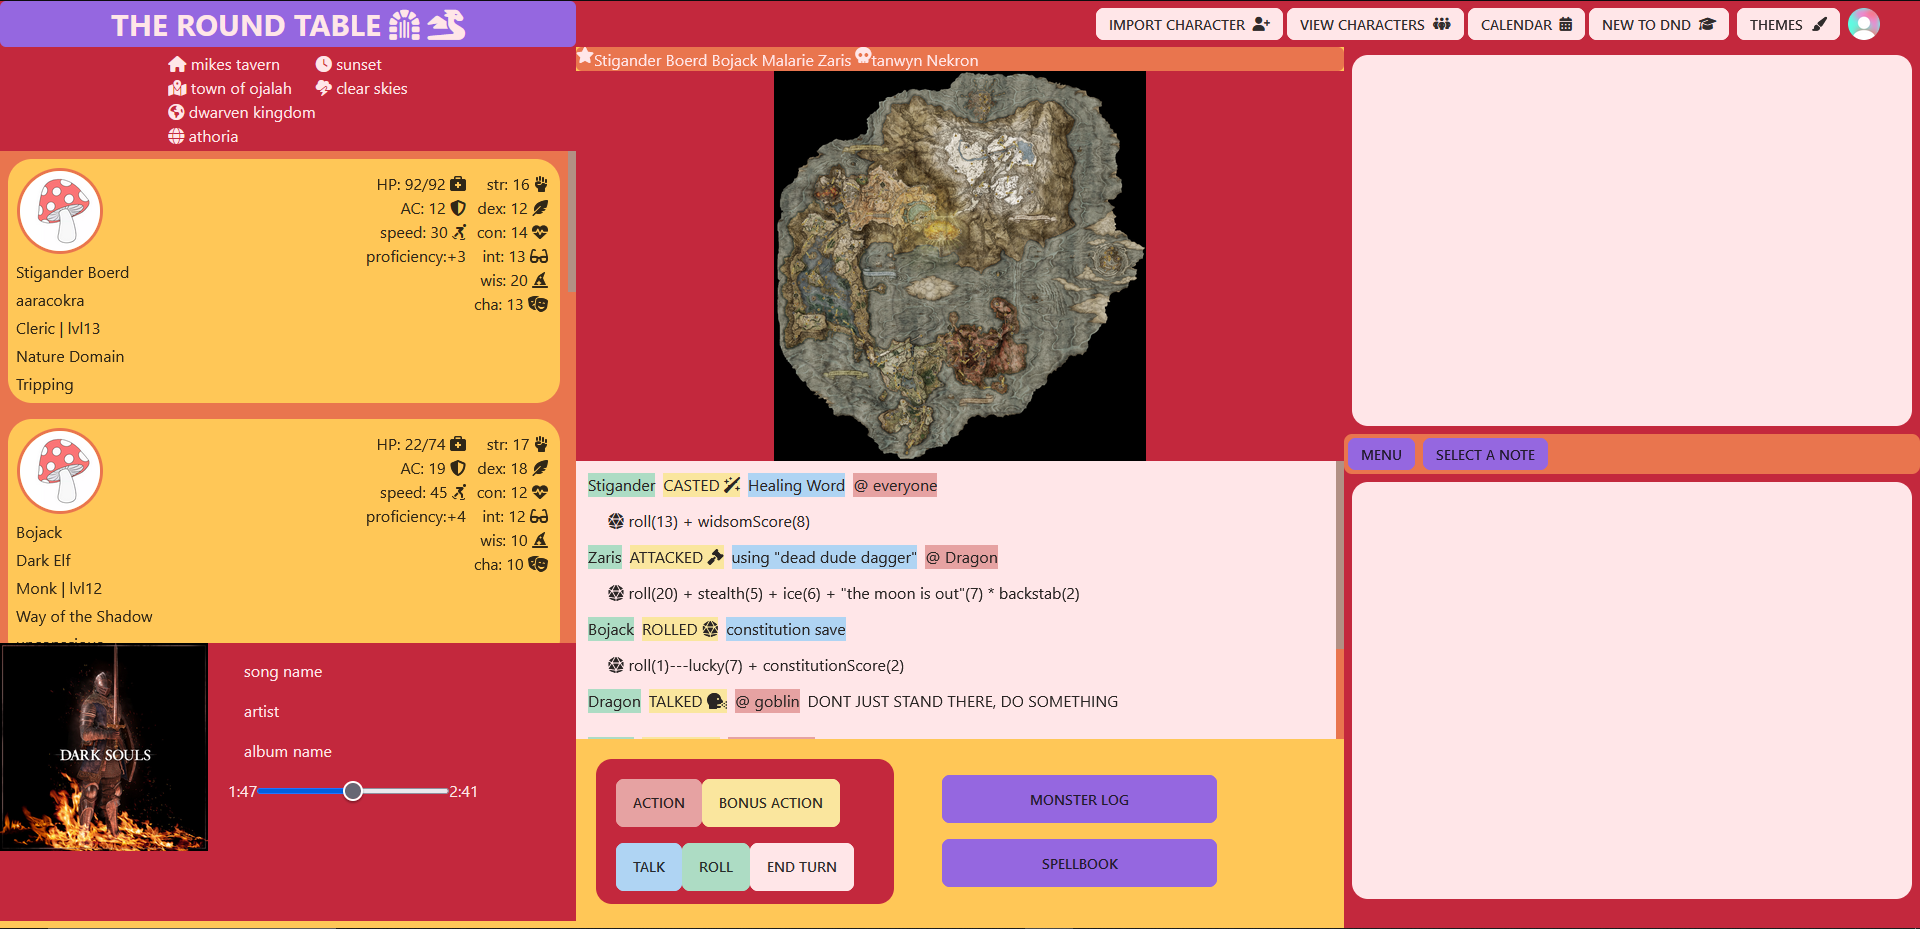 THE ROUND TABLE
IMPORT CHARACTER
VIEW CHARACTERS
CALENDAR
NEW TO DND
THEMES
mikes tavern
sunset
town of ojalah
clear skies
dwarven kingdom
athoria
Stigander Boerd Bojack Malarie Zaris tanwyn Nekron
HP: 92/92 str: 16
AC: 12 dex: 12
speed: 30 con: 14
proficiency:+3 int: 13
wis: 20
cha: 13
Stigander Boerd
aaracokra
Cleric | lvl13
Nature Domain
Tripping
HP: 22/74 str: 17
AC: 19 dex: 18
speed: 45 con: 12
proficiency:+4 int: 12
wis: 10
cha: 10
Bojack
Dark Elf
Monk | lvl12
Way of the Shadow
DARK SOULS
song name
artist
album name
1:47 2:41
Stigander CASTED Healing Word @ everyone
roll(13) + widsomScore(8)
Zaris ATTACKED using "dead dude dagger" @ Dragon
roll(20) + stealth(5) + ice(6) + "the moon is out"(7) * backstab(2)
Bojack ROLLED constitution save
roll(1)---lucky(7) + constitutionScore(2)
Dragon TALKED @ goblin DONT JUST STAND THERE, DO SOMETHING
ACTION BONUS ACTION
TALK ROLL END TURN
MONSTER LOG
SPELLBOOK
MENU SELECT A NOTE